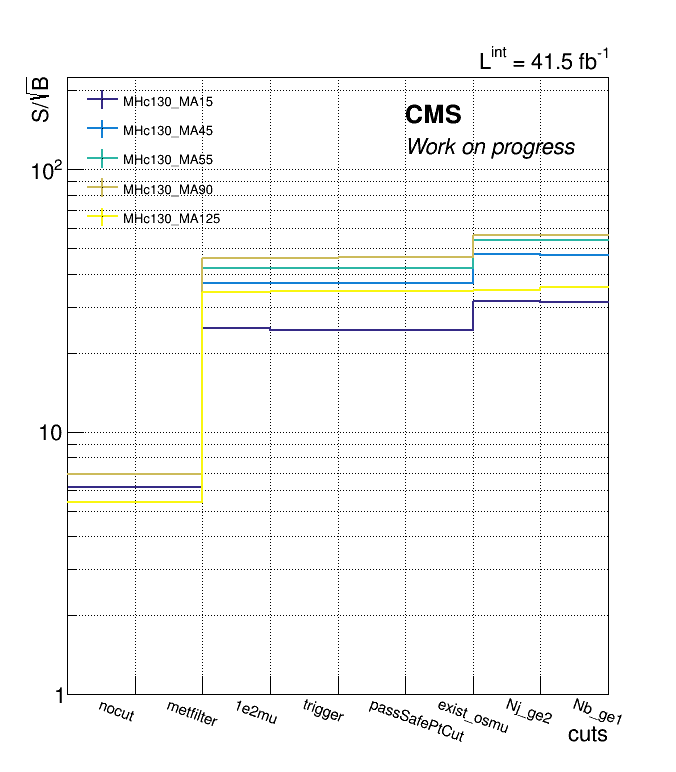 L^int = 41.5 fb^-1
S/√B
MHc130_MA15
MHc130_MA45
MHc130_MA55
MHc130_MA90
MHc130_MA125
CMS
Work on progress
10^2
10
1
nocut
metfilter
1e2mu
trigger
passSafePtCut
exist_osmu
Nj_ge2
Nb_ge1
cuts